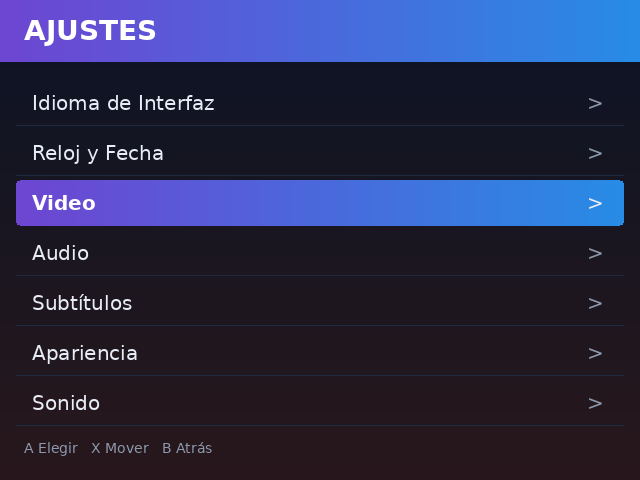 AJUSTES
Idioma de Interfaz >
Reloj y Fecha >
Video >
Audio >
Subtítulos >
Apariencia >
Sonido >
A Elegir X Mover B Atrás